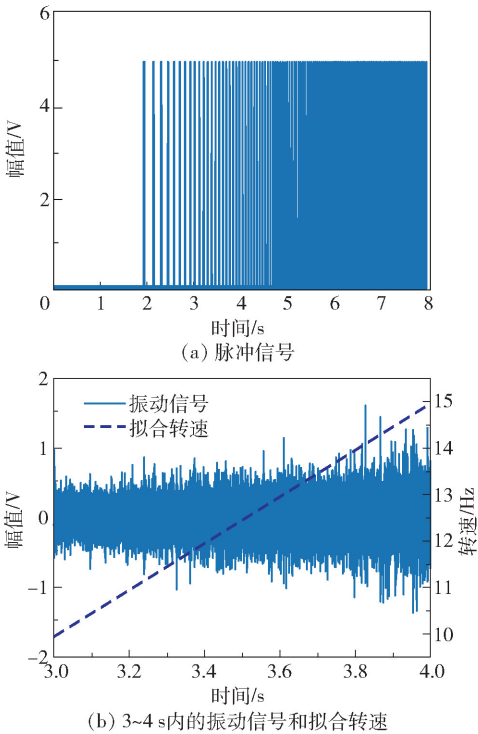 6
4
2
0
幅值/V
0 1 2 3 4 5 6 7 8
时间/s
(a) 脉冲信号
2
1
0
-1
-2
幅值/V
振动信号
拟合转速
15
14
13
12
11
10
转速/Hz
3.0 3.2 3.4 3.6 3.8 4.0
时间/s
(b) 3~4 s内的振动信号和拟合转速